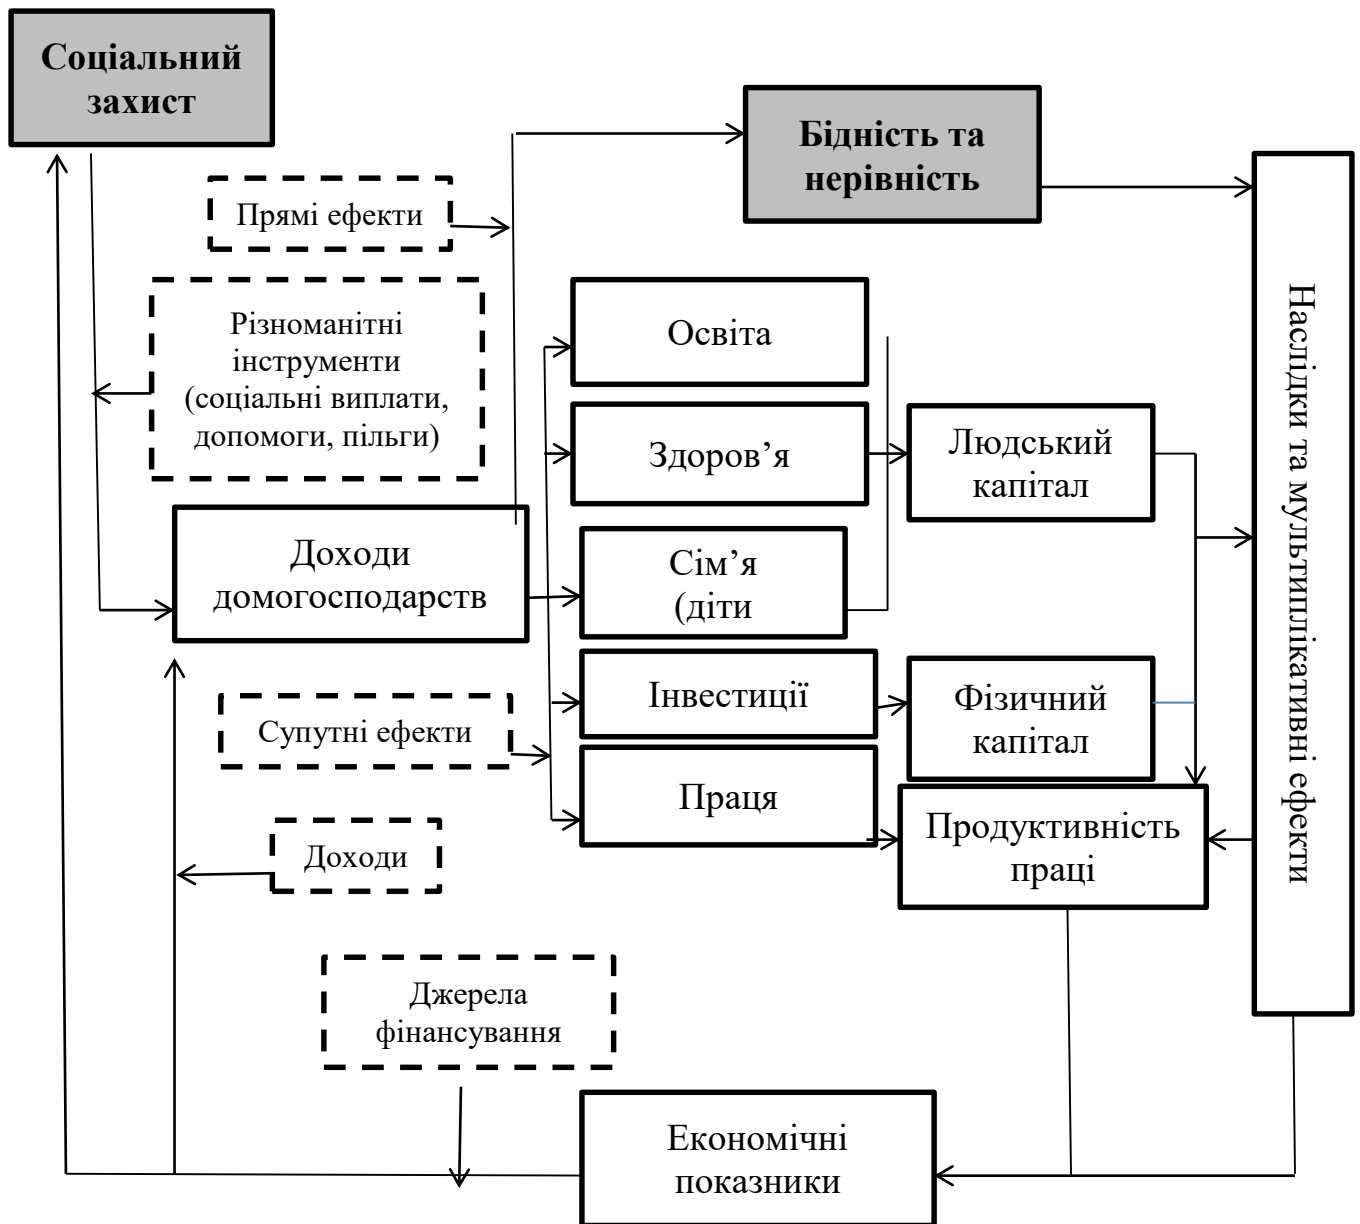 Соціальний
захист
Бідність та
нерівність
Прямі ефекти
Різноманітні
інструменти
(соціальні виплати,
допомоги, пільги)
Освіта
Здоров’я
Людський
капітал
Доходи
домогосподарств
Сім’я
(діти
Інвестиції
Фізичний
капітал
Супутні ефекти
Праця
Продуктивність
праці
Доходи
Джерела
фінансування
Економічні
показники
Наслідки та мультиплікативні ефекти